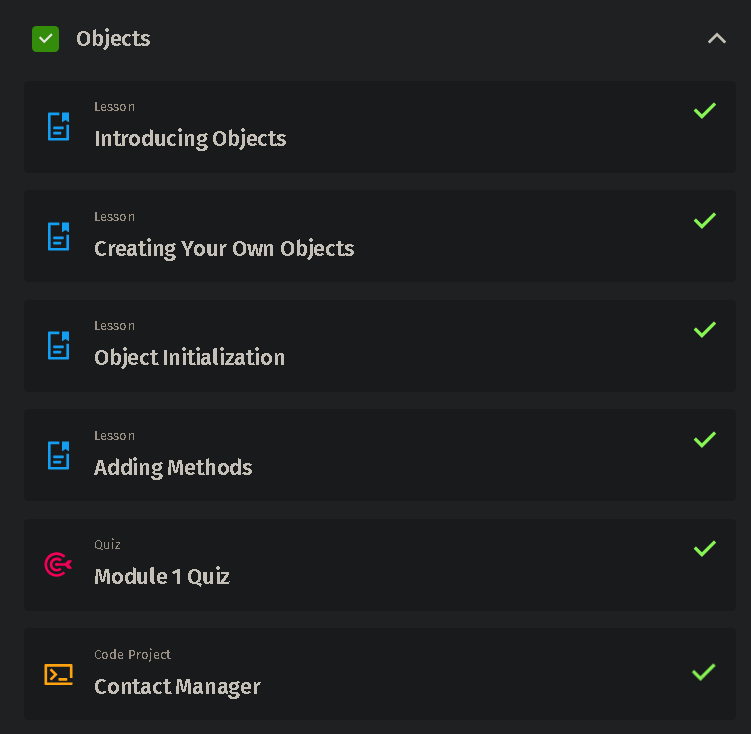 Objects
Lesson
Introducing Objects
Lesson
Creating Your Own Objects
Lesson
Object Initialization
Lesson
Adding Methods
Quiz
Module 1 Quiz
Code Project
Contact Manager